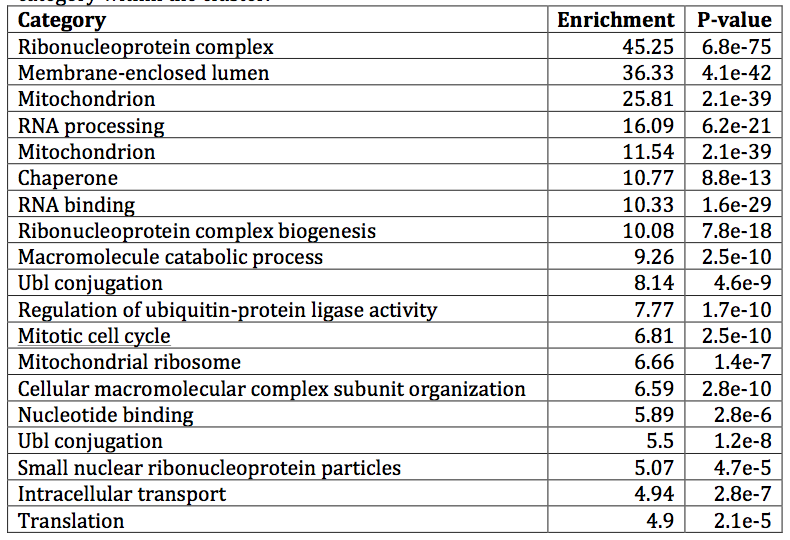 category within the cluster.
Category Enrichment P-value
Ribonucleoprotein complex 45.25 6.8e-75
Membrane-enclosed lumen 36.33 4.1e-42
Mitochondrion 25.81 2.1e-39
RNA processing 16.09 6.2e-21
Mitochondrion 11.54 2.1e-39
Chaperone 10.77 8.8e-13
RNA binding 10.33 1.6e-29
Ribonucleoprotein complex biogenesis 10.08 7.8e-18
Macromolecule catabolic process 9.26 2.5e-10
Ubl conjugation 8.14 4.6e-9
Regulation of ubiquitin-protein ligase activity 7.77 1.7e-10
Mitotic cell cycle 6.81 2.5e-10
Mitochondrial ribosome 6.66 1.4e-7
Cellular macromolecular complex subunit organization 6.59 2.8e-10
Nucleotide binding 5.89 2.8e-6
Ubl conjugation 5.5 1.2e-8
Small nuclear ribonucleoprotein particles 5.07 4.7e-5
Intracellular transport 4.94 2.8e-7
Translation 4.9 2.1e-5